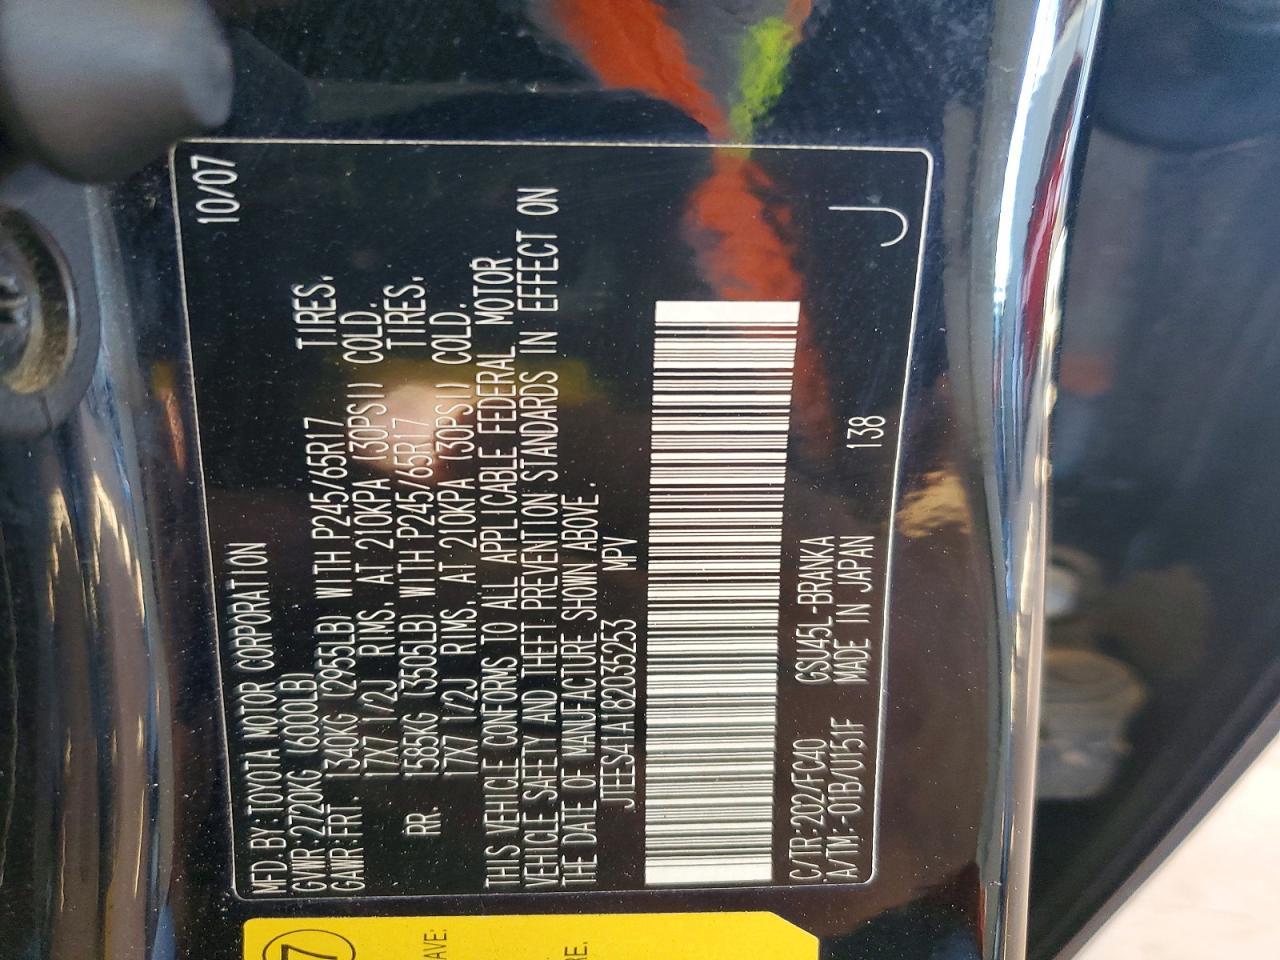 MFD.BY:TOYOTA MOTOR CORPORATION 10/07
GVWR:2720KG (6000LB)
GAWR:FRT. 1340KG (2955LB) WITH P245/65R17 TIRES,
17X7 1/2J RIMS, AT 210KPA (30PSI) COLD.
RR. 1585KG (3505LB) WITH P245/65R17 TIRES,
17X7 1/2J RIMS, AT 210KPA (30PSI) COLD.
THIS VEHICLE CONFORMS TO ALL APPLICABLE FEDERAL MOTOR
VEHICLE SAFETY AND THEFT PREVENTION STANDARDS IN EFFECT ON
THE DATE OF MANUFACTURE SHOWN ABOVE.
JTEES41A182035253 MPV
C/TR:202/FC40 GSU45L-BRANKA
A/TM:-01B/U151F MADE IN JAPAN 138 J
7
AVE:
RE.